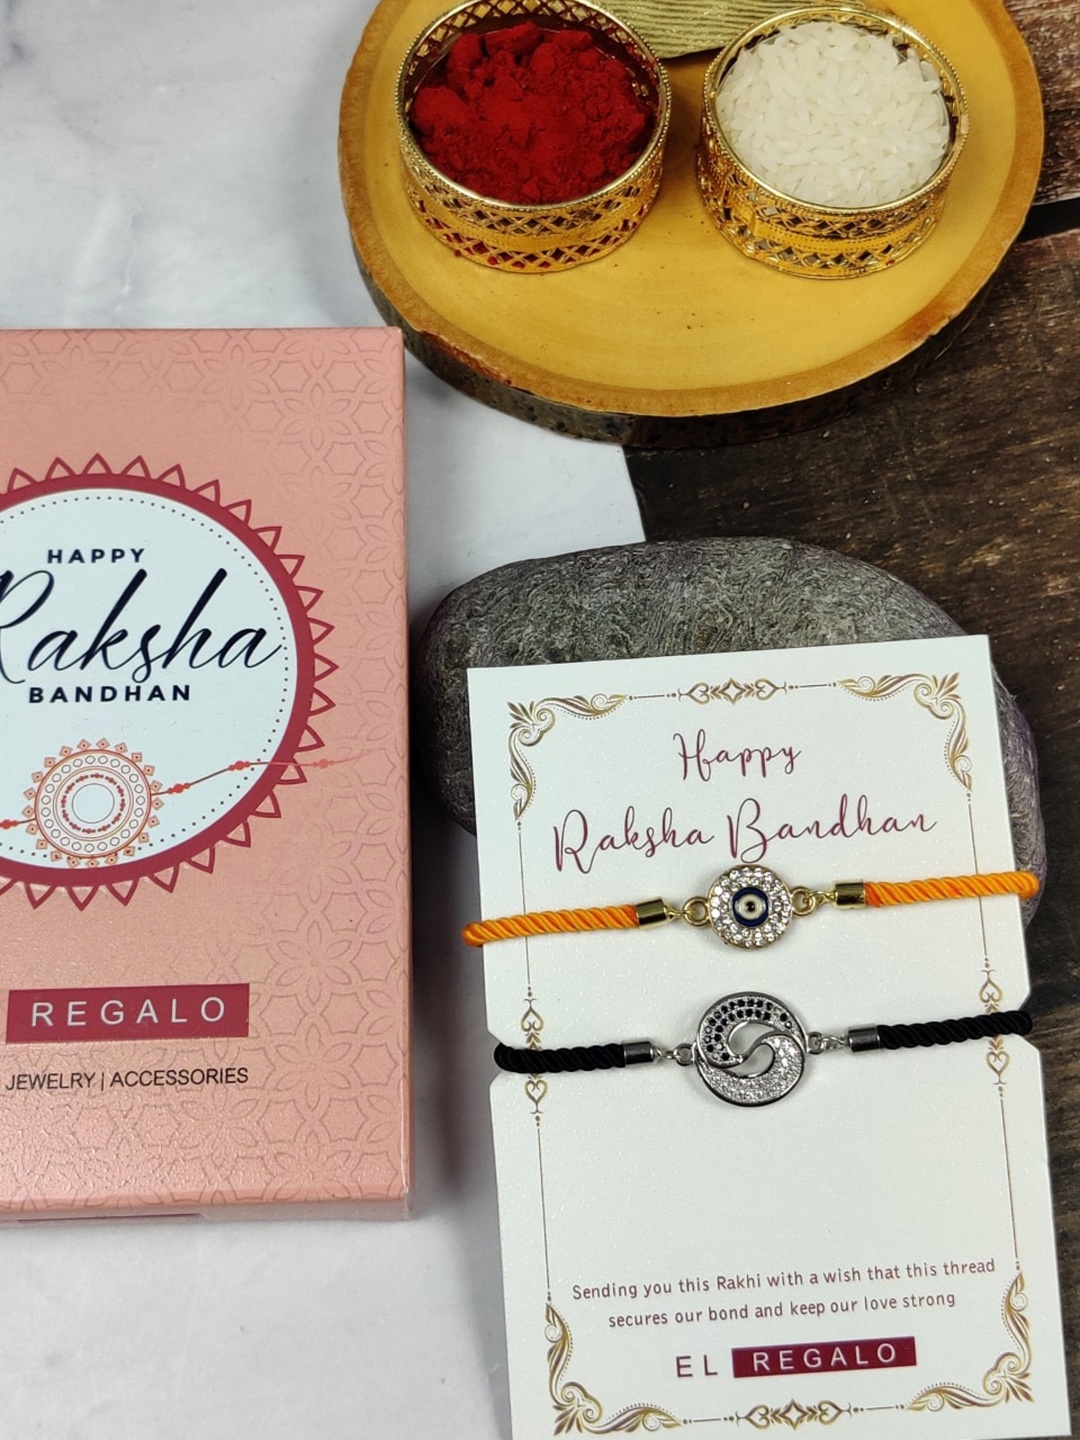 HAPPY
Raksha
BANDHAN
REGALO
JEWELRY | ACCESSORIES
Happy
Raksha Bandhan
Sending you this Rakhi with a wish that this thread
secures our bond and keep our love strong
EL REGALO